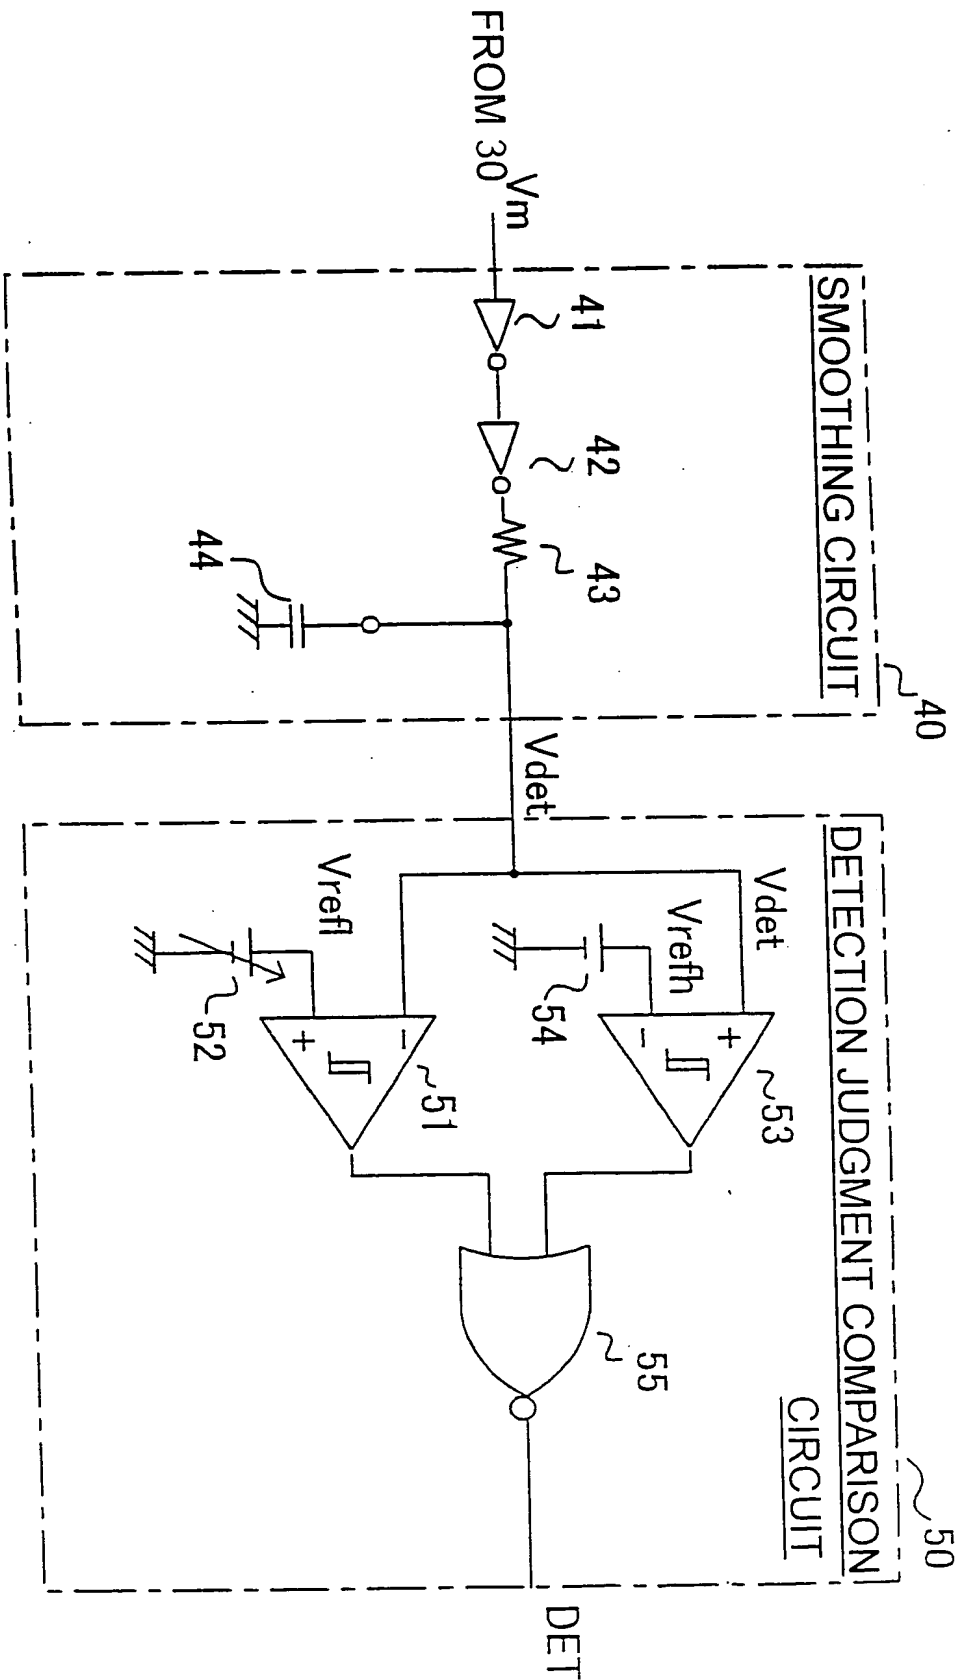 FROM 30
Vm
SMOOTHING CIRCUIT
40
41
42
43
44
Vdet
DETECTION JUDGMENT COMPARISON
CIRCUIT
50
Vdet
Vrefh
54
+
-
53
Vrefl
52
-
+
51
55
DET